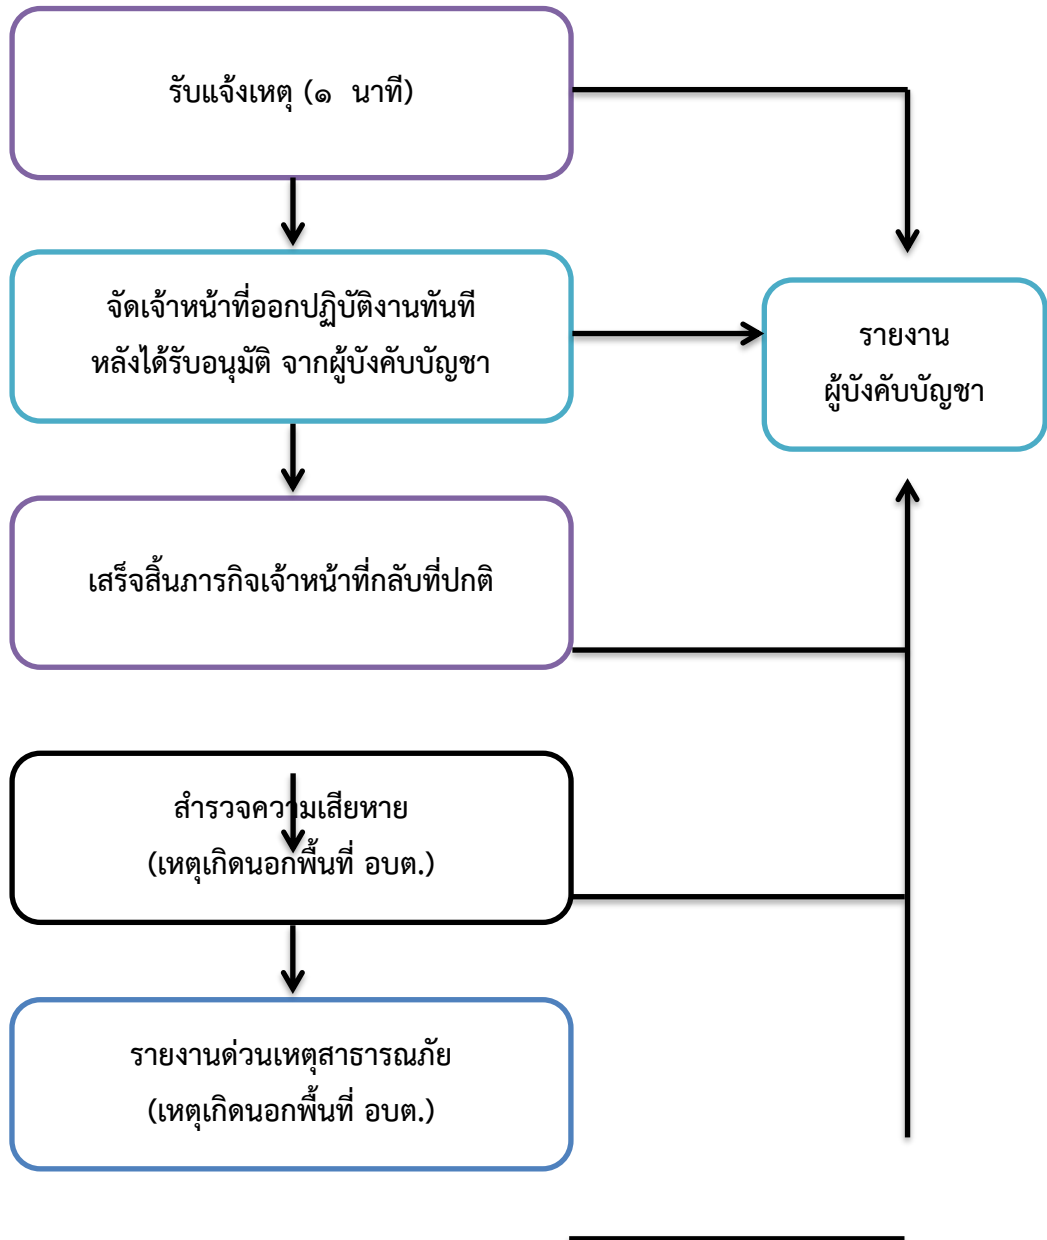 รับแจ้งเหตุ (๑ นาที)
จัดเจ้าหน้าที่ออกปฏิบัติงานทันที
หลังได้รับอนุมัติ จากผู้บังคับบัญชา
รายงาน
ผู้บังคับบัญชา
เสร็จสิ้นภารกิจเจ้าหน้าที่กลับที่ปกติ
สำรวจความเสียหาย
(เหตุเกิดนอกพื้นที่ อบต.)
รายงานด่วนเหตุสาธารณภัย
(เหตุเกิดนอกพื้นที่ อบต.)